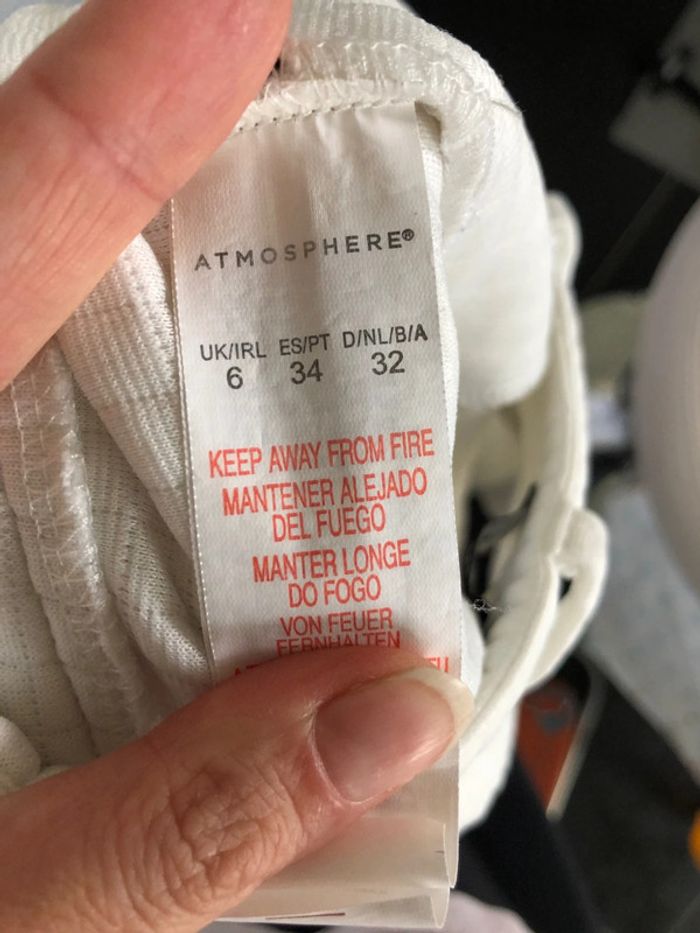 ATMOSPHERE®
UK/IRL ES/PT D/NL/B/A
6 34 32
KEEP AWAY FROM FIRE
MANTENER ALEJADO
DEL FUEGO
MANTER LONGE
DO FOGO
VON FEUER
FERNHALTEN